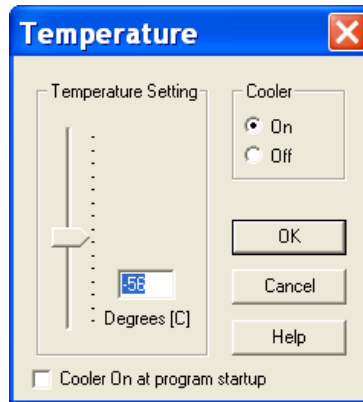 Temperature
Temperature Setting
-56
Degrees [C]
Cooler
On
Off
OK
Cancel
Help
Cooler On at program startup